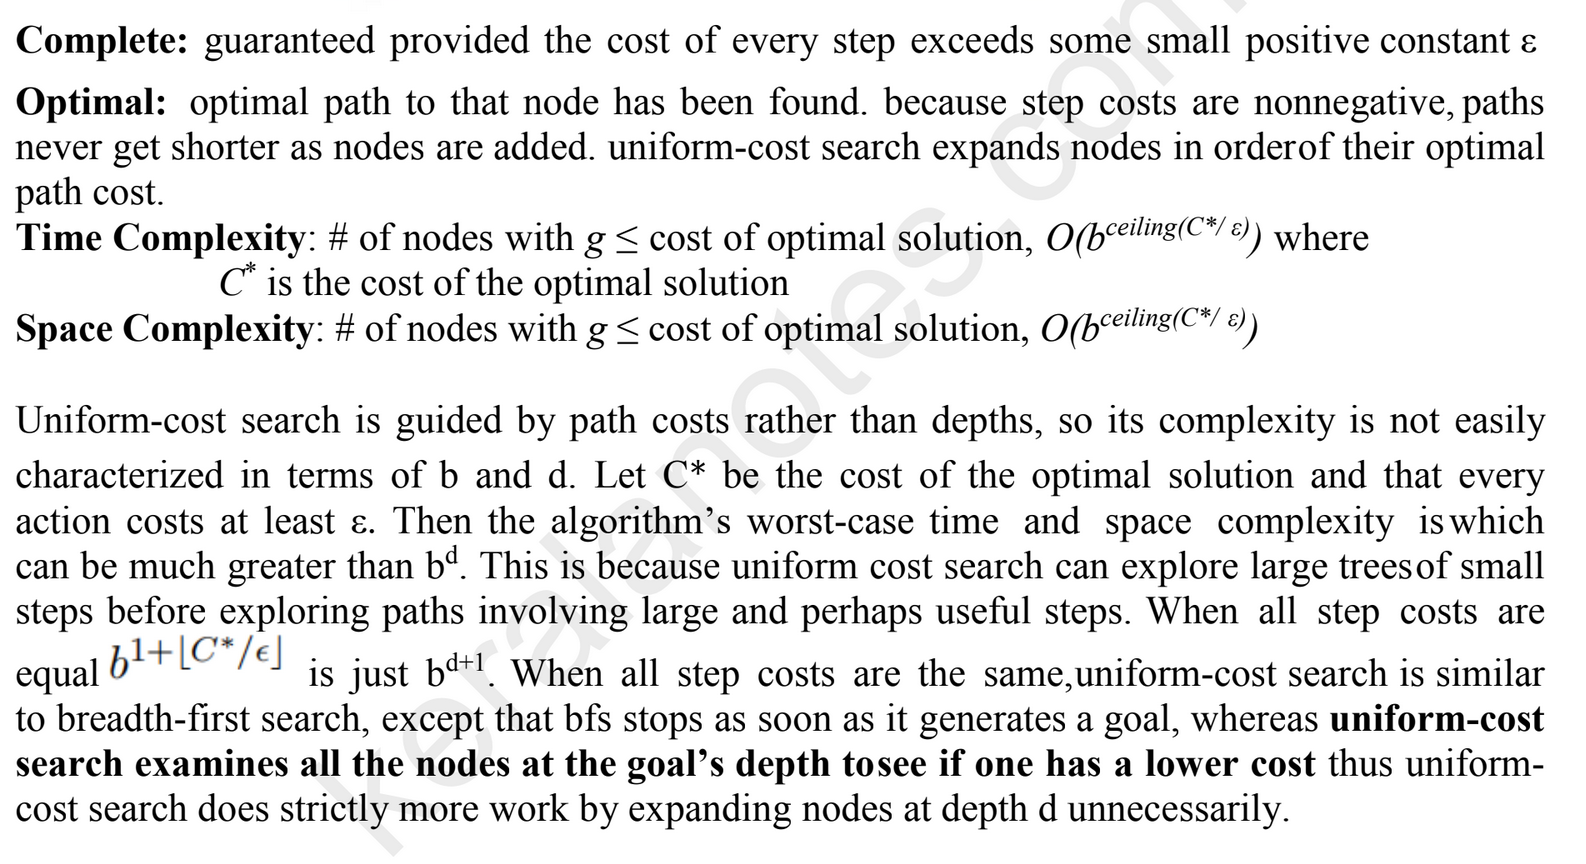 Complete: guaranteed provided the cost of every step exceeds some small positive constant ε
Optimal: optimal path to that node has been found. because step costs are nonnegative, paths
never get shorter as nodes are added. uniform-cost search expands nodes in orderof their optimal
path cost.
Time Complexity: # of nodes with g ≤ cost of optimal solution, O(b^ceiling(C*/ ε)) where
C* is the cost of the optimal solution
Space Complexity: # of nodes with g ≤ cost of optimal solution, O(b^ceiling(C*/ ε))
Uniform-cost search is guided by path costs rather than depths, so its complexity is not easily
characterized in terms of b and d. Let C* be the cost of the optimal solution and that every
action costs at least ε. Then the algorithm’s worst-case time and space complexity is which
can be much greater than b^d. This is because uniform cost search can explore large trees of small
steps before exploring paths involving large and perhaps useful steps. When all step costs are
equal b^1+⌊C*/ϵ⌋ is just b^d+1. When all step costs are the same,uniform-cost search is similar
to breadth-first search, except that bfs stops as soon as it generates a goal, whereas uniform-cost
search examines all the nodes at the goal’s depth to see if one has a lower cost thus uniform-
cost search does strictly more work by expanding nodes at depth d unnecessarily.
keralanotes.com